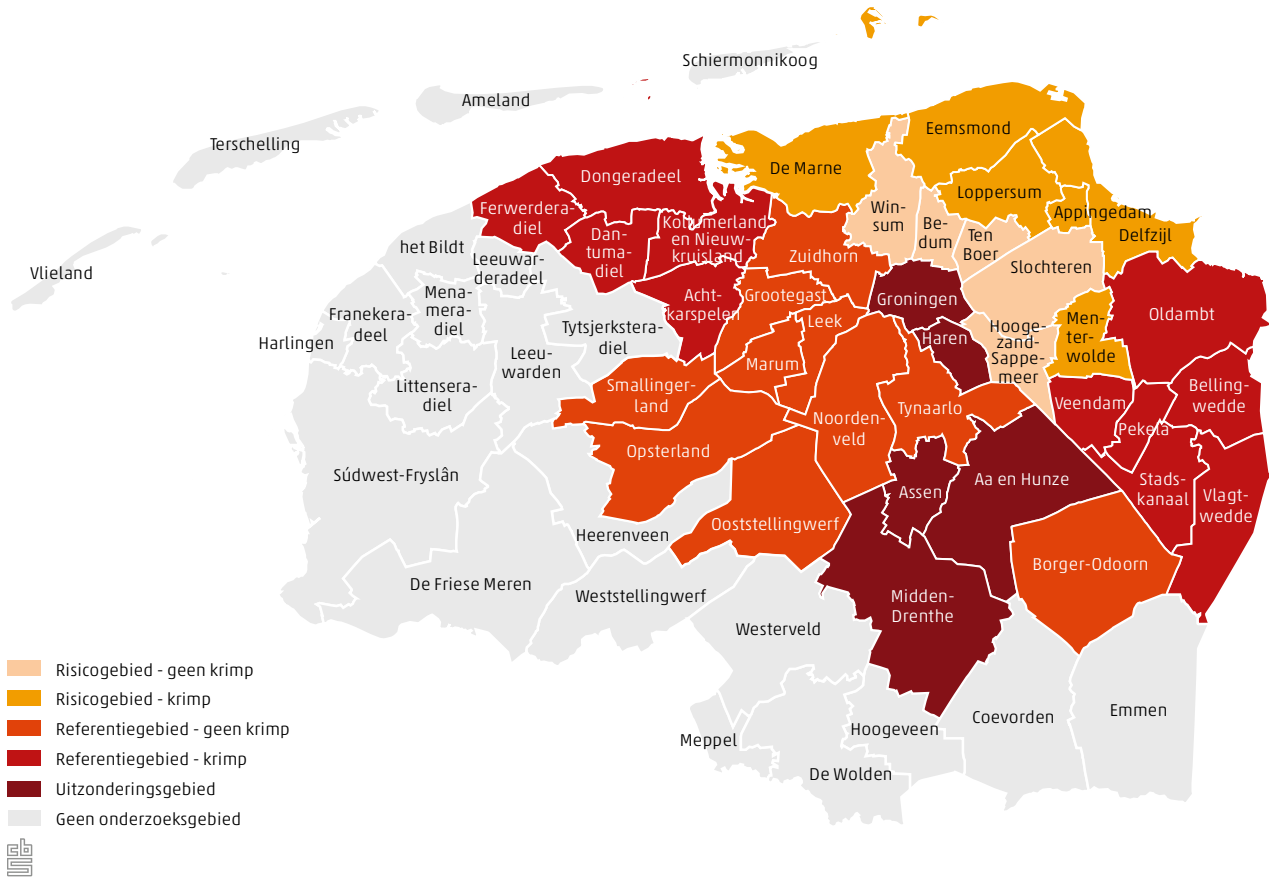 Schiermonnikoog
Ameland
Terschelling
Vlieland
Eemsmond
De Marne
Dongeradeel
Loppersum
Ferwerdera-
deel
Kollumerland
en Nieuw-
kruisland
Win-
sum
Be-
dum
Ten
Boer
Appingedam
Delfzijl
Dan-
tuma-
deel
het Bildt
Leeuwar-
deradeel
Zuidhorn
Slochteren
Mena-
mera-
diel
Acht-
karspelen
Grootegast
Groningen
Oldambt
Franekera-
deel
Harlingen
Tytsjerkstera-
diel
Leek
Haren
Hooge-
zand-
Sappe-
meer
Men-
ter-
wolde
Leeu-
warden
Marum
Littensera-
diel
Smallinger-
land
Noorden-
veld
Tynaarlo
Veendam
Pekela
Belling-
wedde
Opsterland
Súdwest-Fryslân
Assen
Aa en Hunze
Stads-
kanaal
Vlagt-
wedde
Heerenveen
Ooststellingwerf
De Friese Meren
Weststellingwerf
Borger-Odoorn
Midden-
Drenthe
Westerveld
Meppel
Hoogeveen
Coevorden
Emmen
De Wolden
Risicogebied - geen krimp
Risicogebied - krimp
Referentiegebied - geen krimp
Referentiegebied - krimp
Uitzonderingsgebied
Geen onderzoeksgebied
cbs